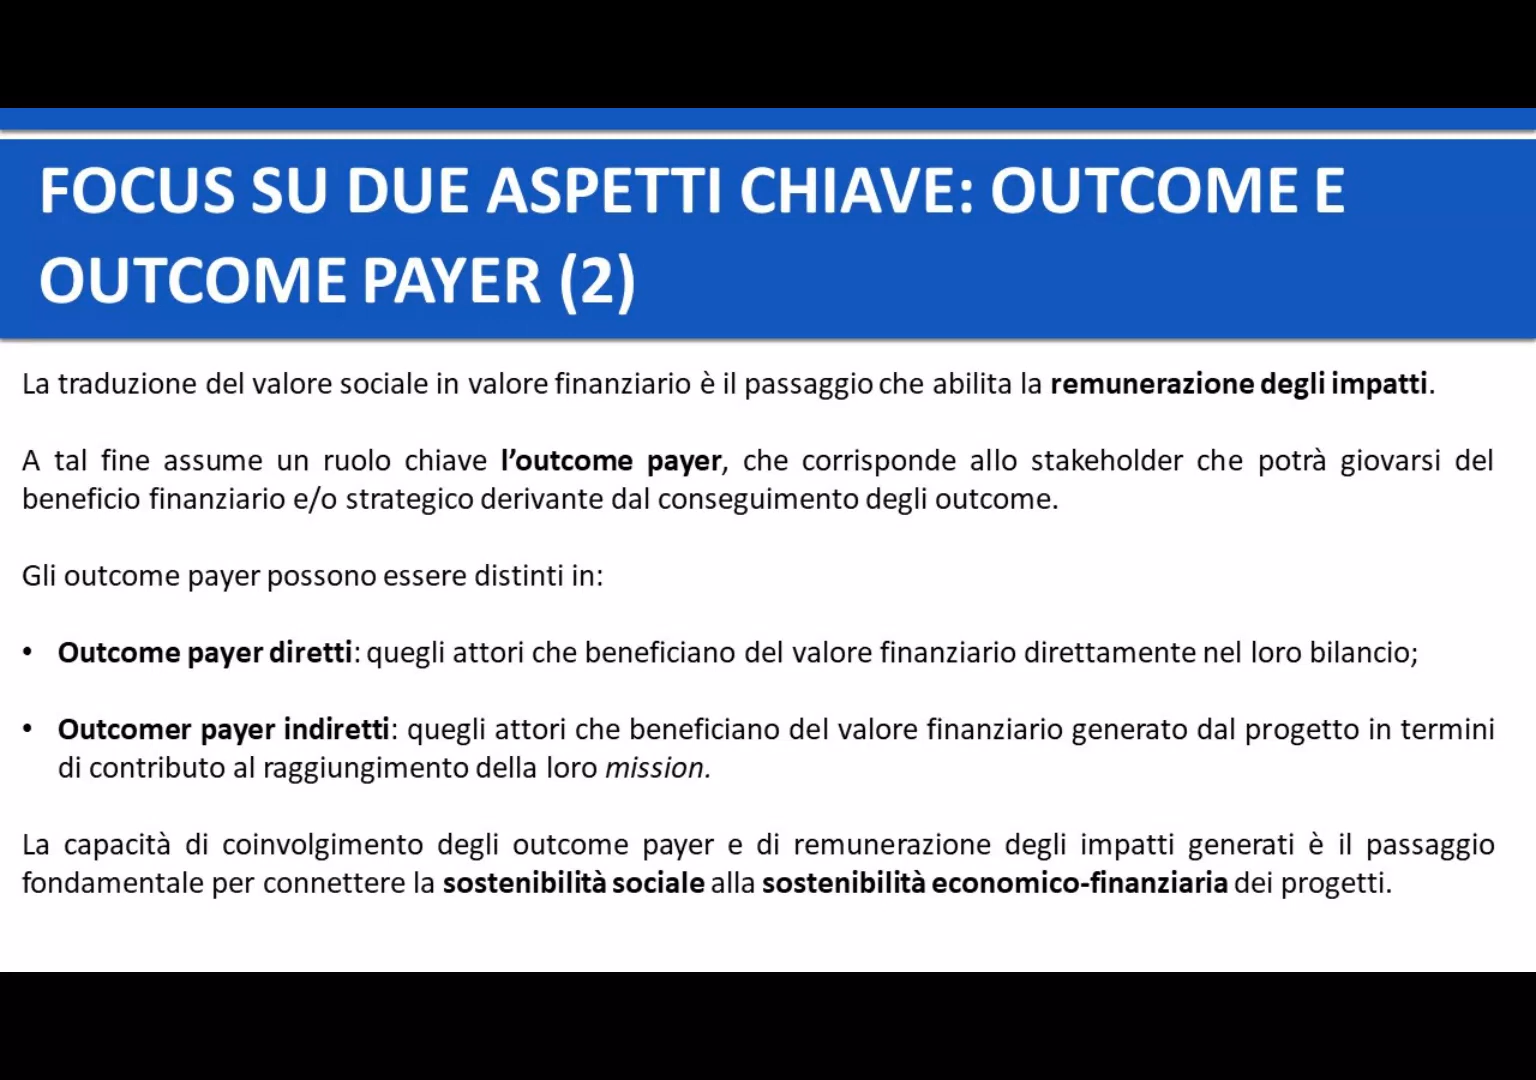 FOCUS SU DUE ASPETTI CHIAVE: OUTCOME E
OUTCOME PAYER (2)
La traduzione del valore sociale in valore finanziario è il passaggio che abilita la remunerazione degli impatti.
A tal fine assume un ruolo chiave l’outcome payer, che corrisponde allo stakeholder che potrà giovarsi del
beneficio finanziario e/o strategico derivante dal conseguimento degli outcome.
Gli outcome payer possono essere distinti in:
• Outcome payer diretti: quegli attori che beneficiano del valore finanziario direttamente nel loro bilancio;
• Outcomer payer indiretti: quegli attori che beneficiano del valore finanziario generato dal progetto in termini
di contributo al raggiungimento della loro mission.
La capacità di coinvolgimento degli outcome payer e di remunerazione degli impatti generati è il passaggio
fondamentale per connettere la sostenibilità sociale alla sostenibilità economico-finanziaria dei progetti.